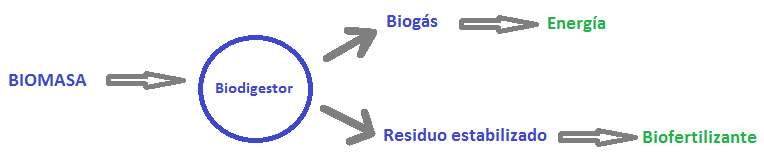 BIOMASA
Biodigestor
Biogás
Energía
Residuo estabilizado
Biofertilizante